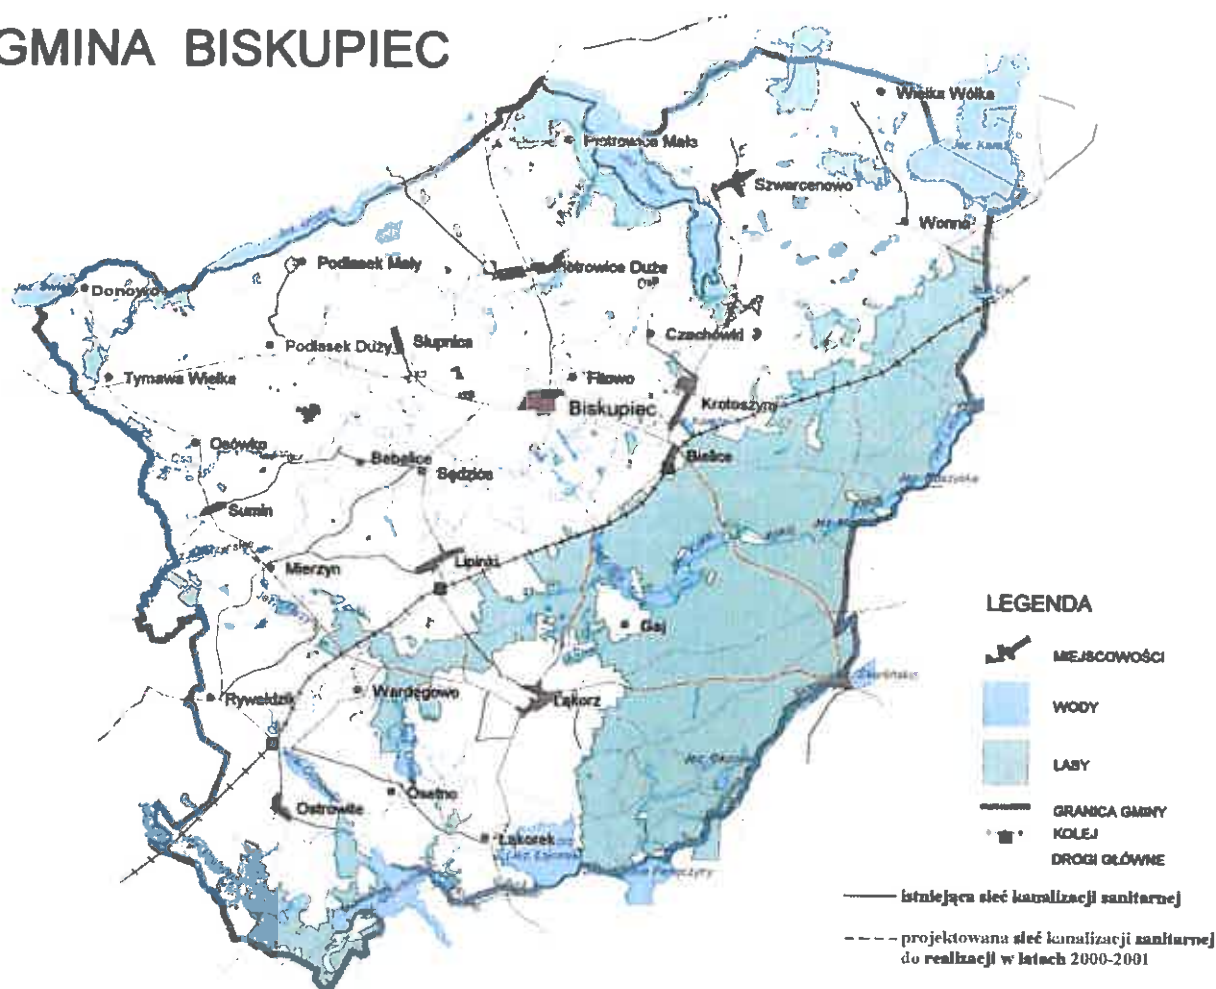 GMINA BISKUPIEC
Wielka Wólka
Piotrowice Małe
Szwarcenowo
Wonna
Podlasek Mały
Piotrowice Duże
Donowo
Podlasek Duży
Słupnica
Czachówki
Tymawa Wielka
Fitowo
Biskupiec
Krotoszyny
Osówko
Osa
Babalice
Sędzice
Bielice
Sumin
Lipinki
Mierzyn
Gaj
Rywałdzik
Wardęgowo
Łąkorz
Ostrowite
Osetno
Łąkorek
LEGENDA
MIEJSCOWOŚCI
WODY
LASY
GRANICA GMINY
KOLEJ
DROGI GŁÓWNE
istniejąca sieć kanalizacji sanitarnej
projektowana sieć kanalizacji sanitarnej
do realizacji w latach 2000-2001